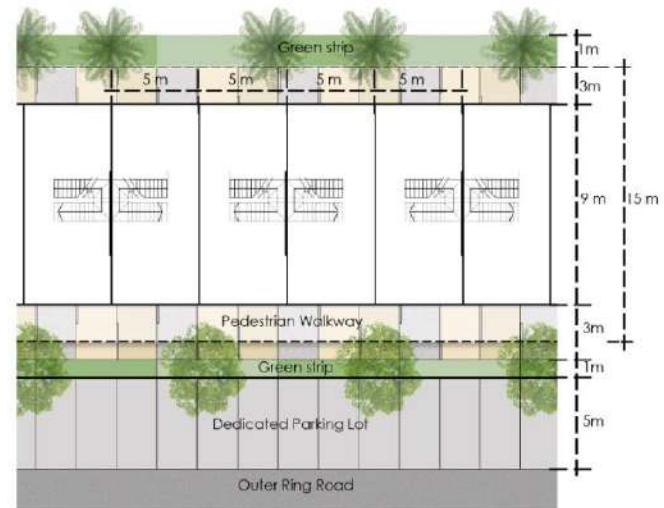 Green strip
1m
5 m
5 m
5 m
5 m
3m
9 m
15 m
Pedestrian Walkway
3m
Green strip
1m
Dedicated Parking Lot
5m
Outer Ring Road